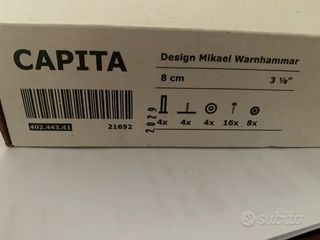 CAPITA
Design Mikael Warnhammar
8 cm
3 ⅛"
402.443.41
21692
2029
4x
4x
4x
16x
8x
subito